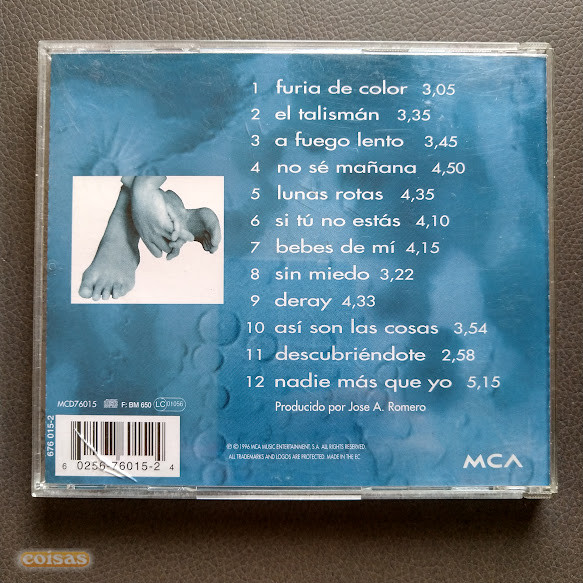 1 furia de color 3,05
2 el talismán 3,35
3 a fuego lento 3,45
4 no sé mañana 4,50
5 lunas rotas 4,35
6 si tú no estás 4,10
7 bebes de mí 4,15
8 sin miedo 3,22
9 deray 4,33
10 así son las cosas 3,54
11 descubriéndote 2,58
12 nadie más que yo 5,15
Producido por Jose A. Romero
MCD76015 F: BM 650 LC 01056
676 015-2
6 0256-76015-2 4
℗ © 1996 MCA MUSIC ENTERTAINMENT, S.A. ALL RIGHTS RESERVED.
ALL TRADEMARKS AND LOGOS ARE PROTECTED. MADE IN THE EC
MCA
coisas